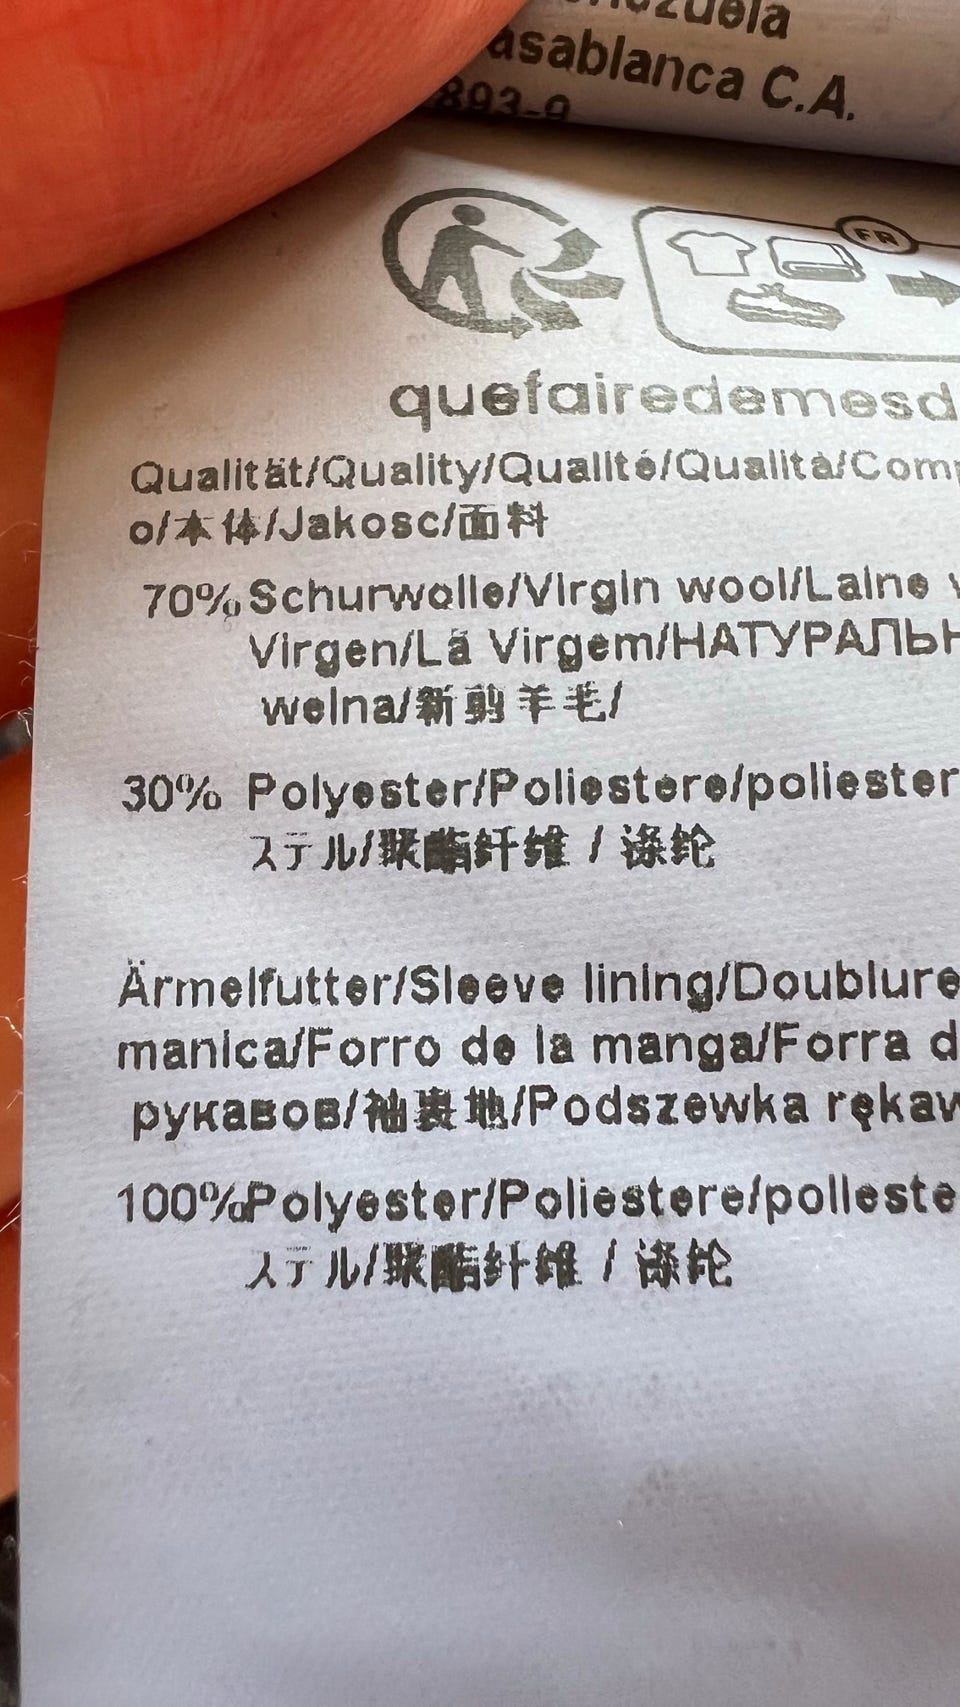 asablanca C.A.
893-9
FR
quefairedemesd
Qualität/Quality/Qualité/Qualità/Comp
o/本体/Jakosc/面料
70% Schurwolle/Virgin wool/Laine v
Virgen/Lã Virgem/НАТУРАЛЬН
welna/新剪羊毛/
30% Polyester/Poliestere/poliester
ステル/聚酯纤维 / 涤纶
Ärmelfutter/Sleeve lining/Doublure
manica/Forro de la manga/Forra d
рукавов/袖裏地/Podszewka rękaw
100% Polyester/Poliestere/polieste
ステル/聚酯纤维 / 涤纶